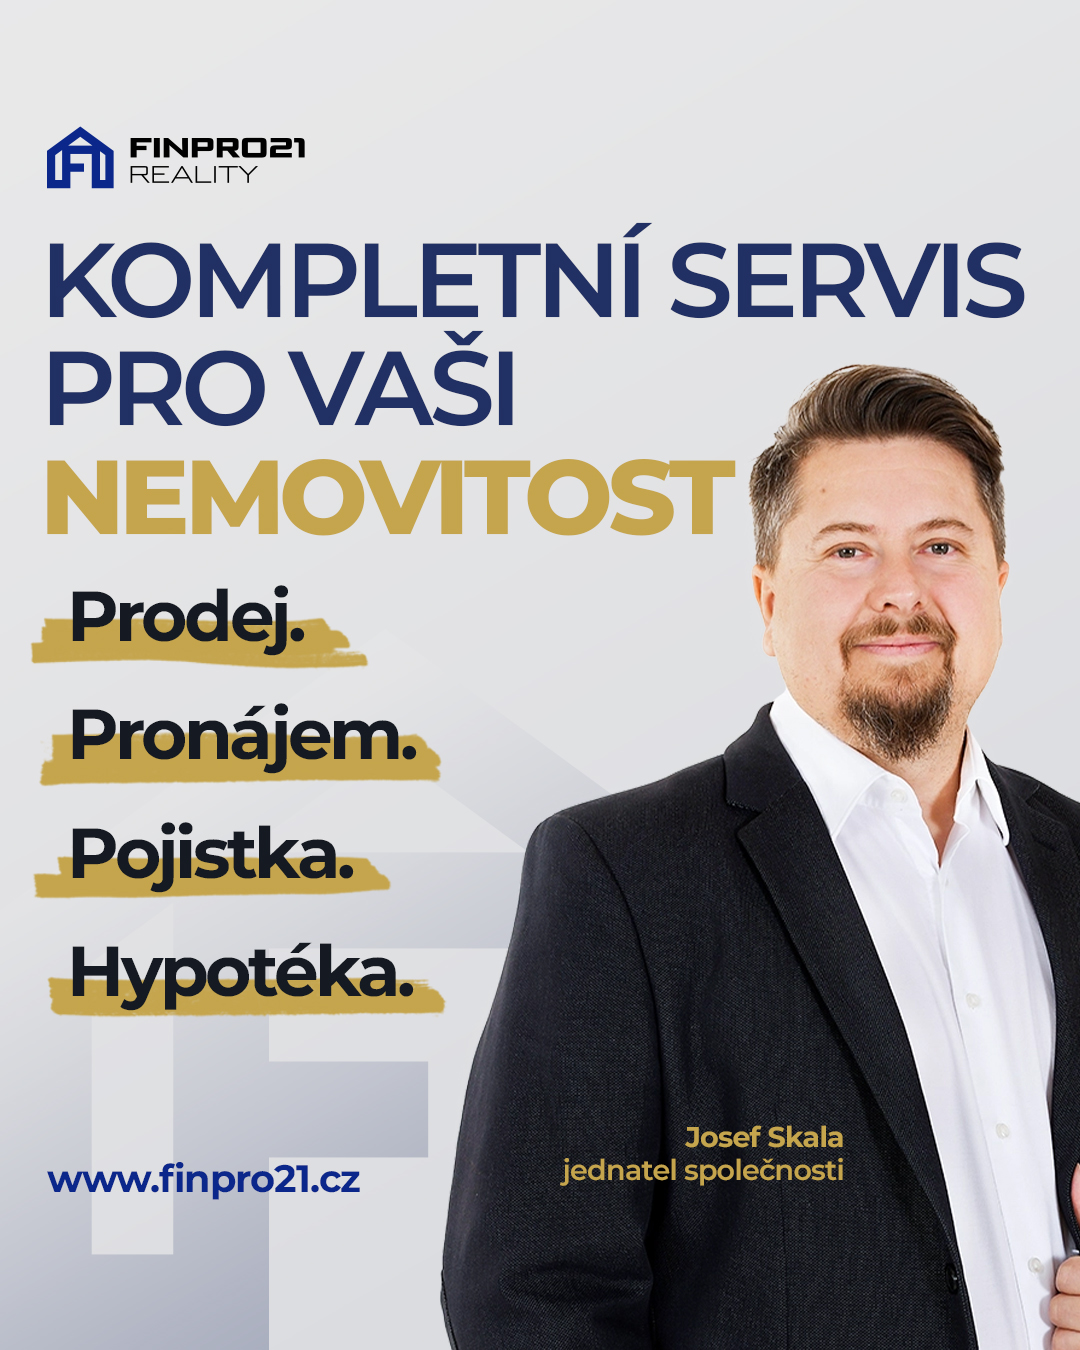 FINPRO21
REALITY
KOMPLETNÍ SERVIS
PRO VAŠI
NEMOVITOST
Prodej.
Pronájem.
Pojistka.
Hypotéka.
Josef Skala
jednatel společnosti
www.finpro21.cz